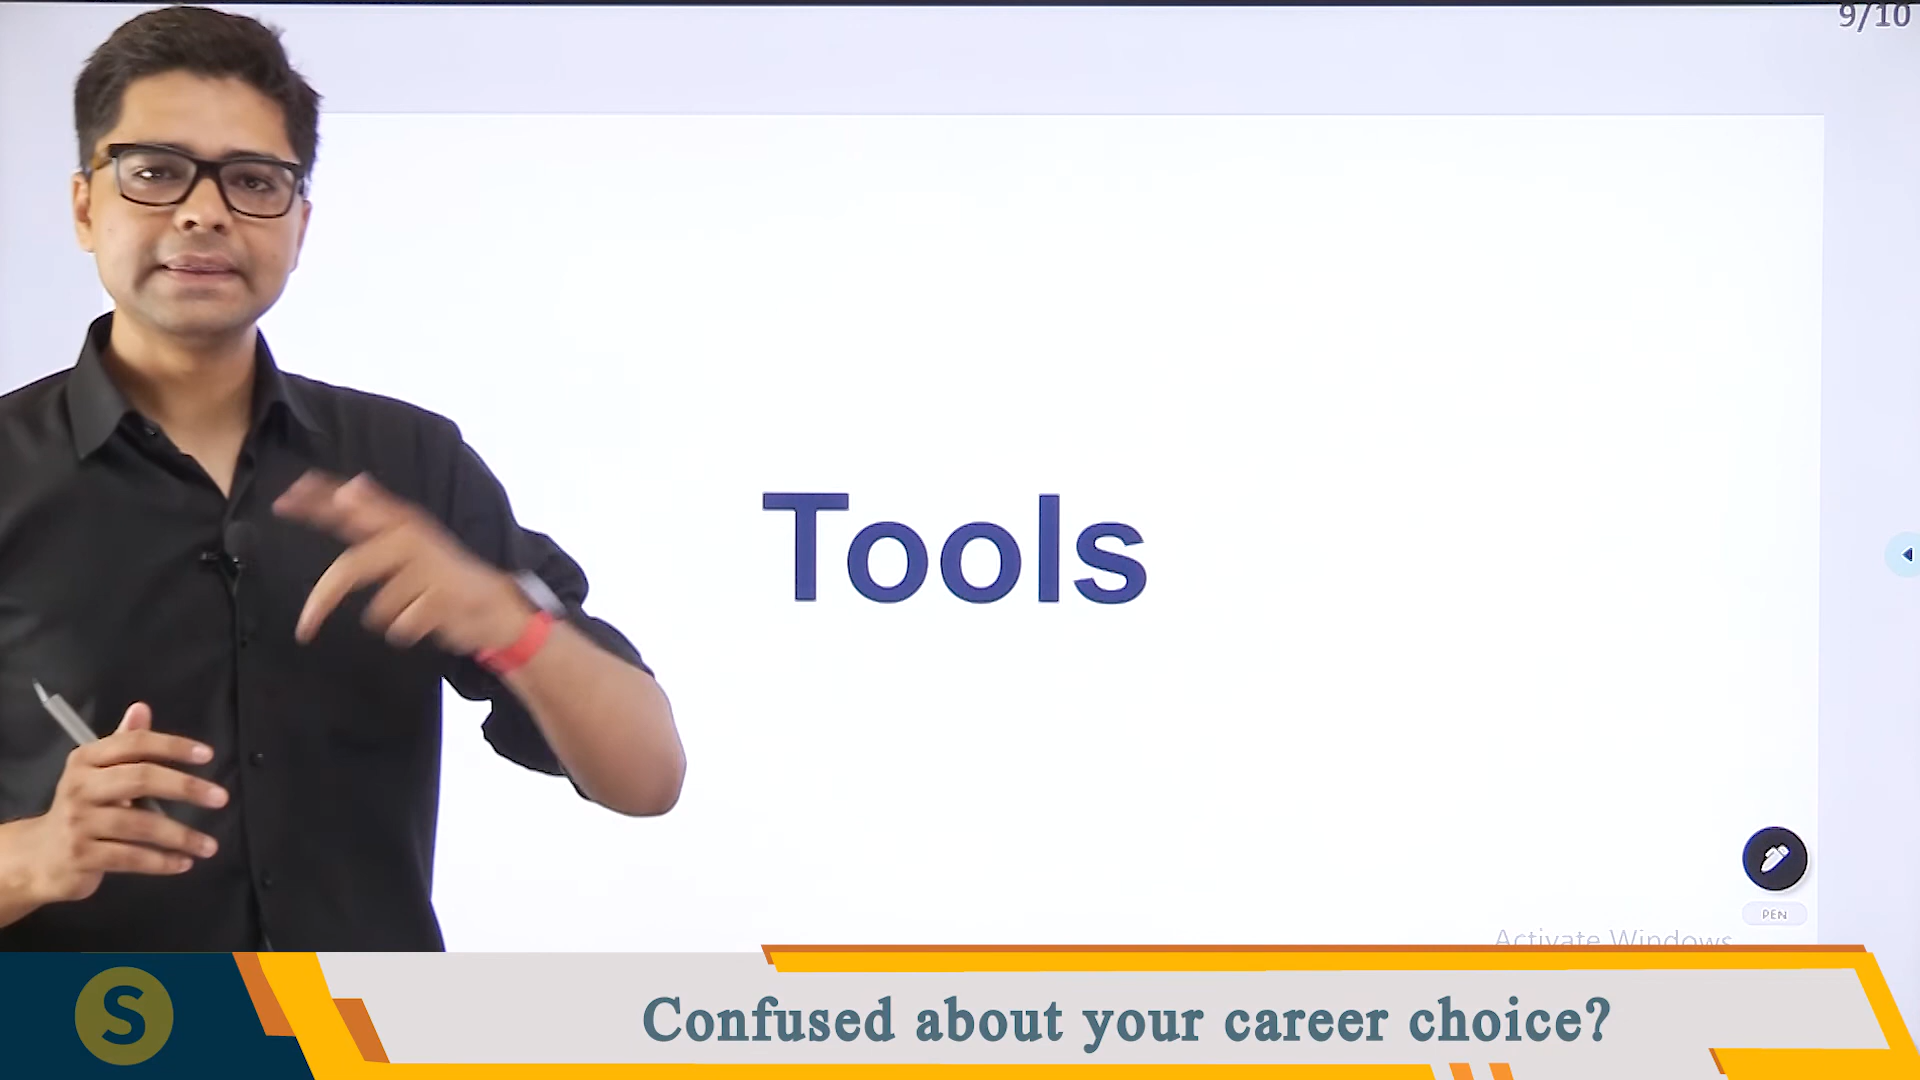 9/10
Tools
PEN
Activate Windows
S
Confused about your career choice?